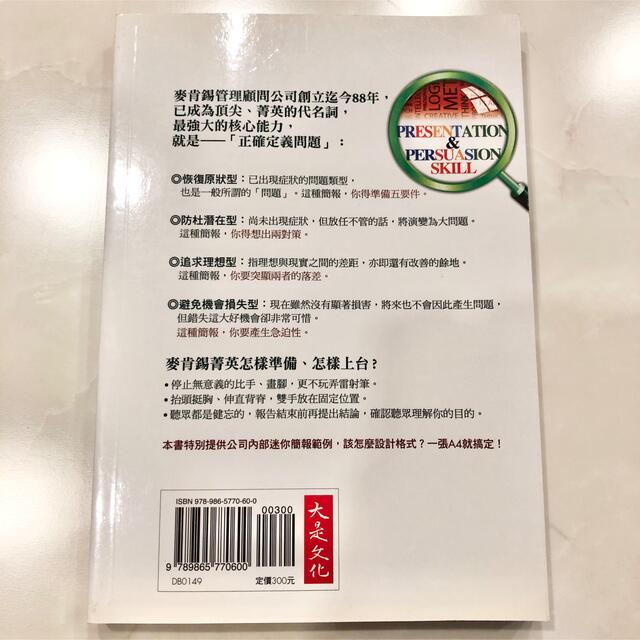 麥肯錫管理顧問公司創立迄今88年，
已成為頂尖、菁英的代名詞，
最強大的核心能力，
就是——「正確定義問題」：
LOG
MET
CREATIVE
THINK
PRESENTATION
&
PERSUASION
SKILL
◎恢復原狀型：已出現症狀的問題類型，
也是一般所謂的「問題」。這種簡報，你得準備五要件。
◎防杜潛在型：尚未出現症狀，但放任不管的話，將演變為大問題。
這種簡報，你得想出兩對策。
◎追求理想型：指理想與現實之間的差距，亦即還有改善的餘地。
這種簡報，你要突顯兩者的落差。
◎避免機會損失型：現在雖然沒有顯著損害，將來也不會因此產生問題，
但錯失這大好機會卻非常可惜。
這種簡報，你要產生急迫性。
麥肯錫菁英怎樣準備、怎樣上台？
•停止無意義的比手、畫腳，更不玩弄雷射筆。
•抬頭挺胸、伸直背脊，雙手放在固定位置。
•聽眾都是健忘的，報告結束前再提出結論，確認聽眾理解你的目的。
本書特別提供公司內部迷你簡報範例，該怎麼設計格式？一張A4就搞定！
ISBN 978-986-5770-60-0
00300
9 789865 770600
DB0149
定價300元
大是文化